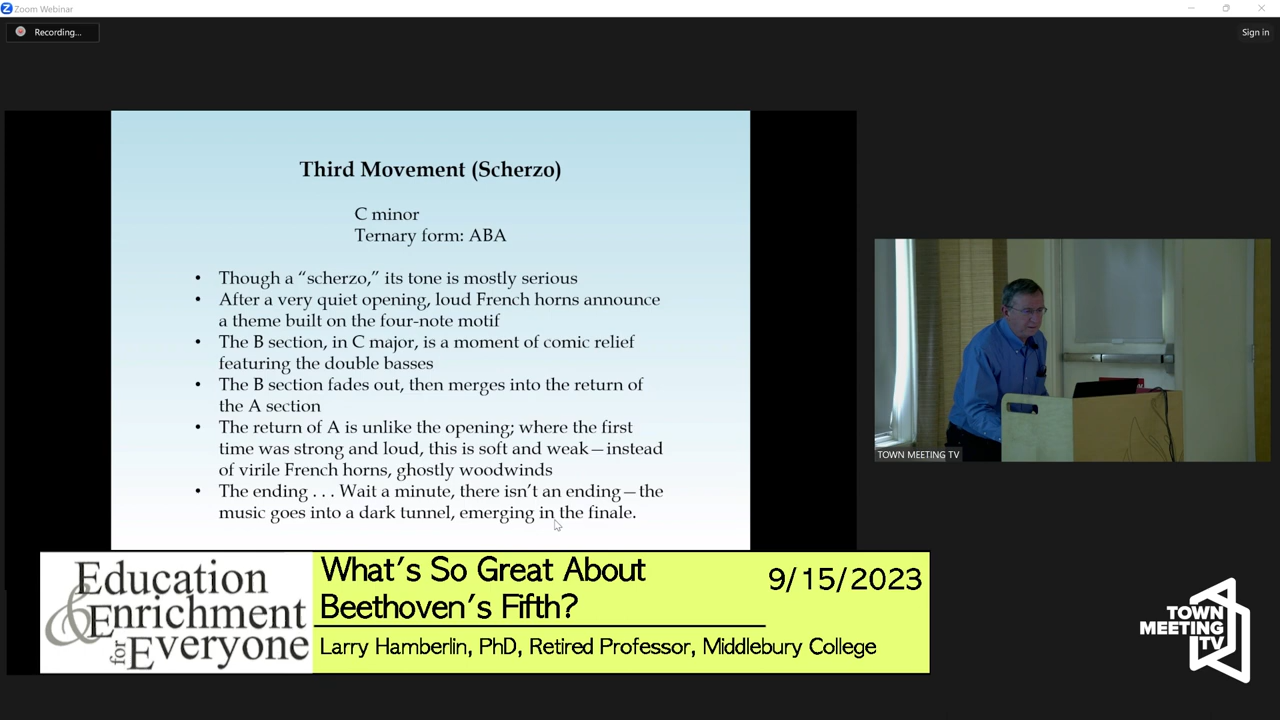 Zoom Webinar
Recording...
Sign in
Third Movement (Scherzo)
C minor
Ternary form: ABA
• Though a “scherzo,” its tone is mostly serious
• After a very quiet opening, loud French horns announce
a theme built on the four-note motif
• The B section, in C major, is a moment of comic relief
featuring the double basses
• The B section fades out, then merges into the return of
the A section
• The return of A is unlike the opening; where the first
time was strong and loud, this is soft and weak—instead
of virile French horns, ghostly woodwinds
• The ending . . . Wait a minute, there isn’t an ending—the
music goes into a dark tunnel, emerging in the finale.
TOWN MEETING TV
Education
& Enrichment
for Everyone
What's So Great About
Beethoven's Fifth?
9/15/2023
Larry Hamberlin, PhD, Retired Professor, Middlebury College
TOWN
MEETING
TV